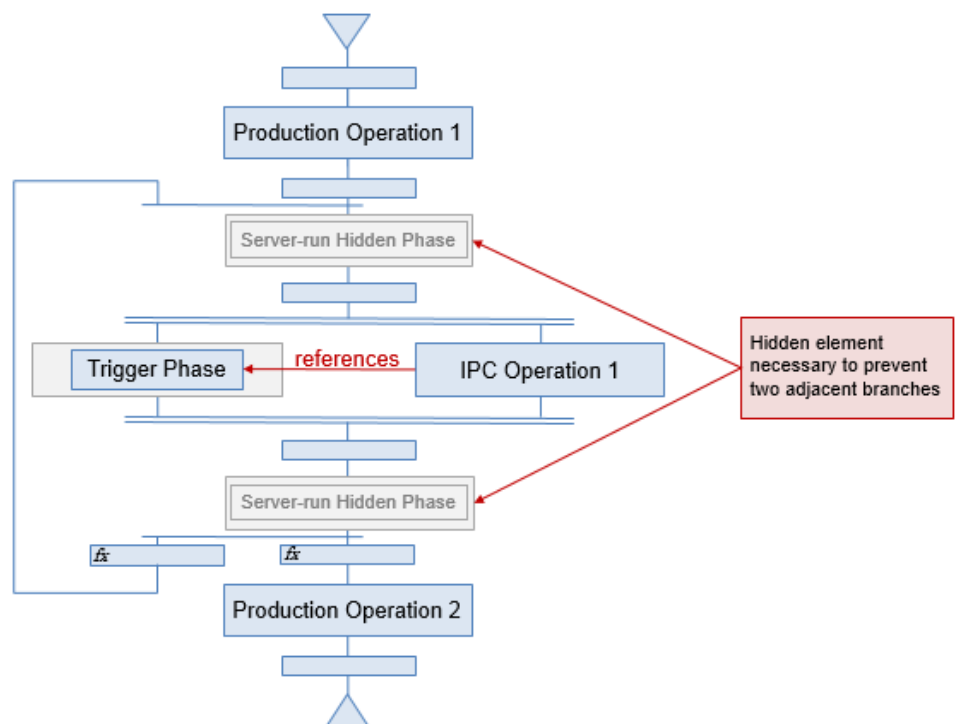 Production Operation 1
Server-run Hidden Phase
Trigger Phase
references
IPC Operation 1
Hidden element
necessary to prevent
two adjacent branches
Server-run Hidden Phase
fx
fx
Production Operation 2